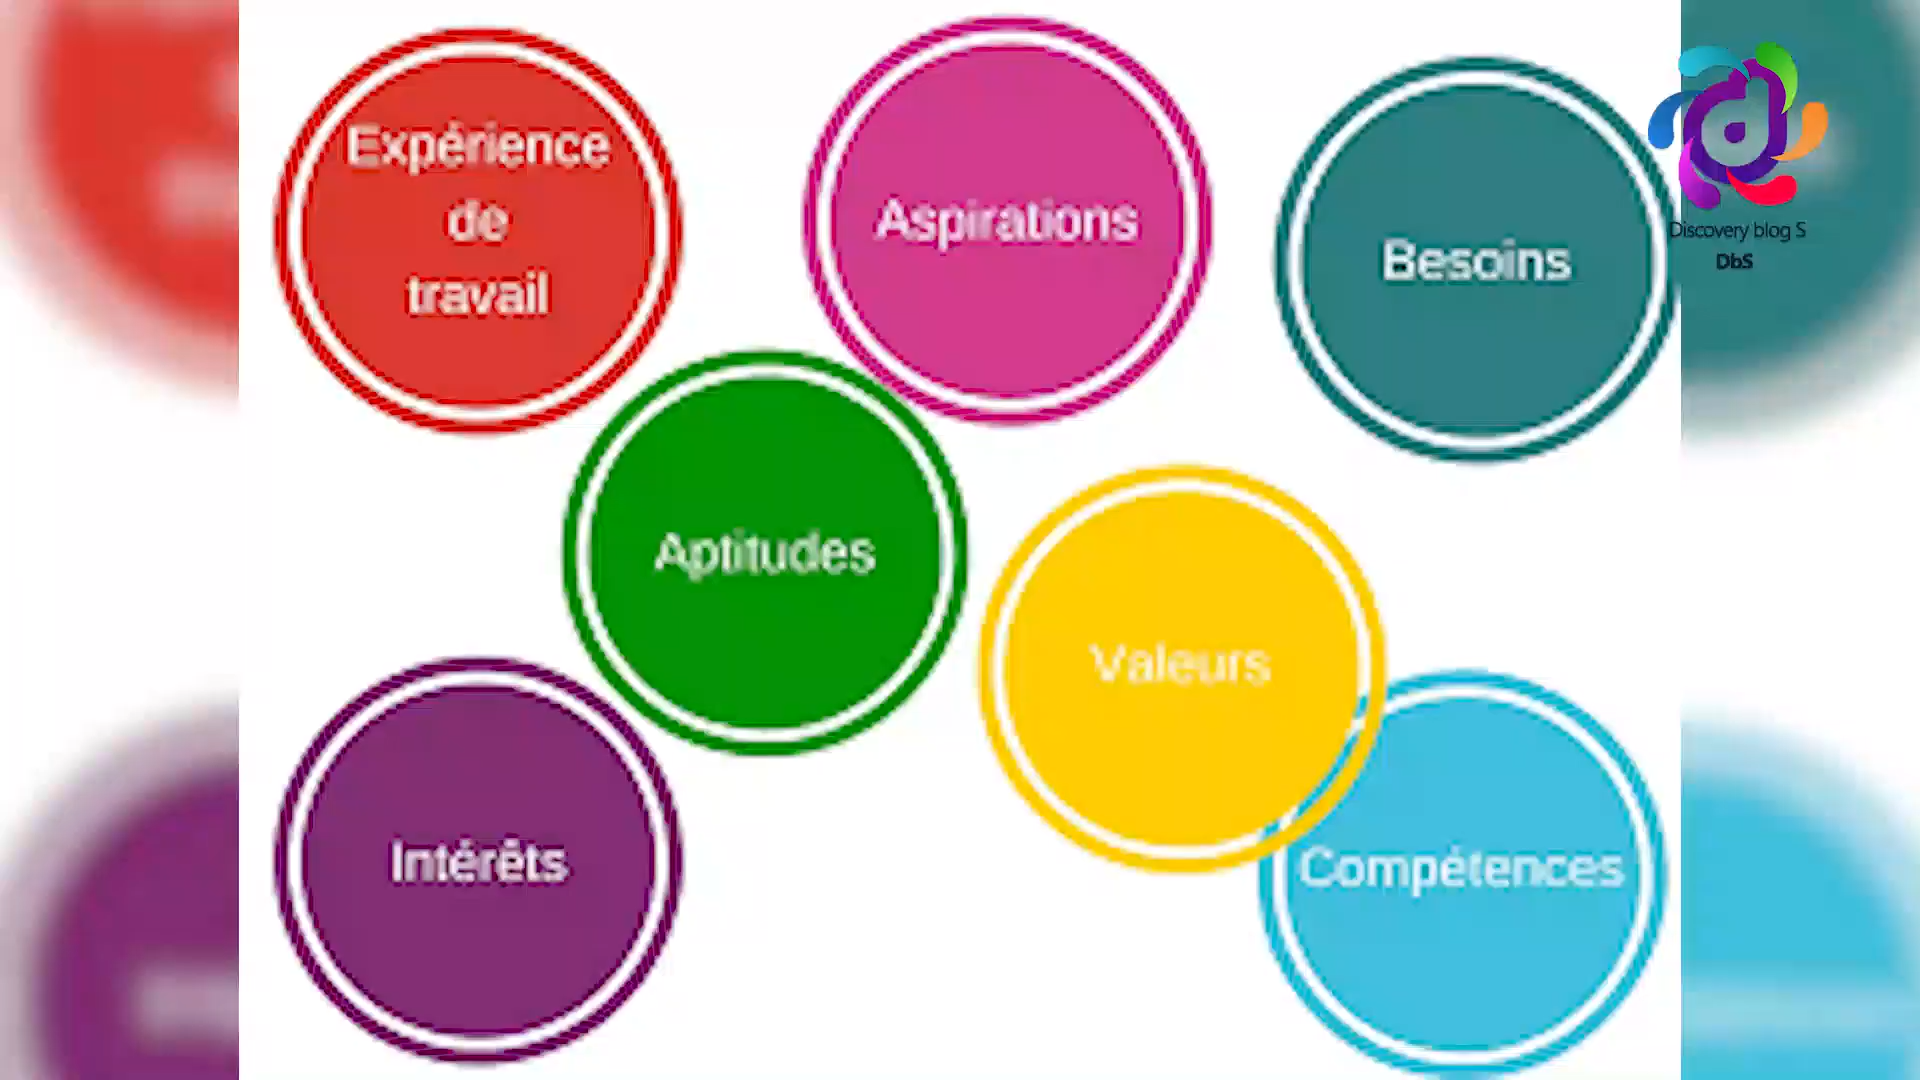 Expérience
de
travail
Aspirations
Besoins
Discovery blog S
DbS
Aptitudes
Valeurs
Intérêts
Compétences